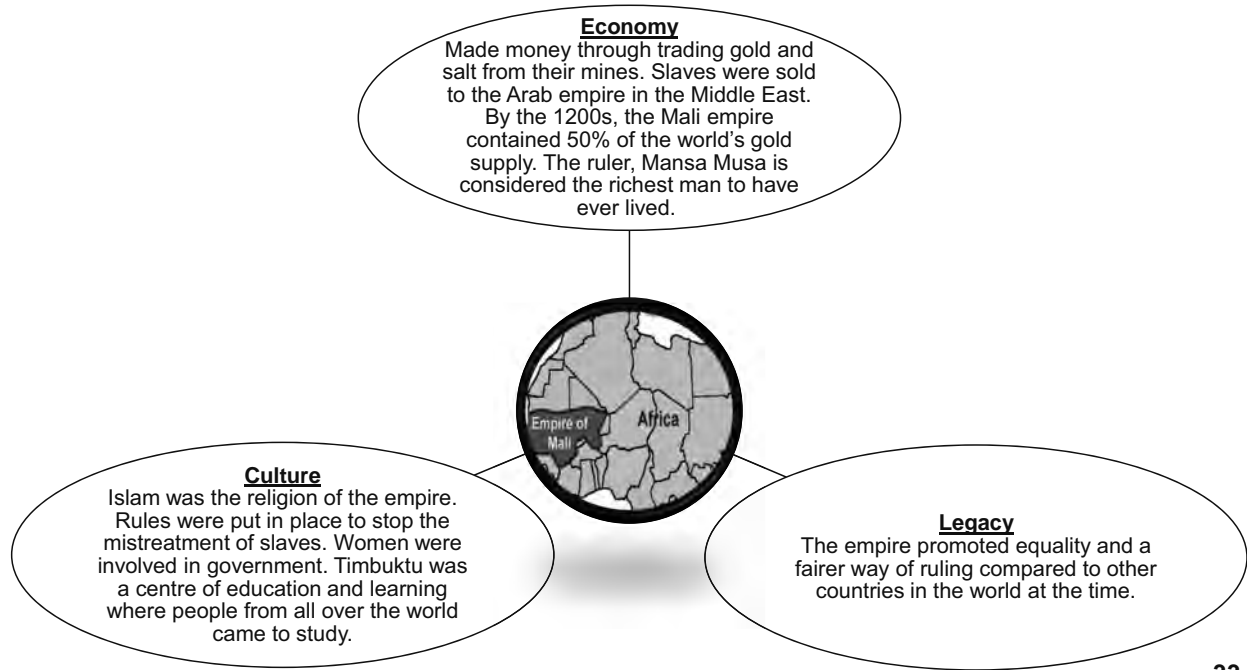 Economy
Made money through trading gold and
salt from their mines. Slaves were sold
to the Arab empire in the Middle East.
By the 1200s, the Mali empire
contained 50% of the world's gold
supply. The ruler, Mansa Musa is
considered the richest man to have
ever lived.
Empire of
Mali
Africa
Culture
Islam was the religion of the empire.
Rules were put in place to stop the
mistreatment of slaves. Women were
involved in government. Timbuktu was
a centre of education and learning
where people from all over the world
came to study.
Legacy
The empire promoted equality and a
fairer way of ruling compared to other
countries in the world at the time.